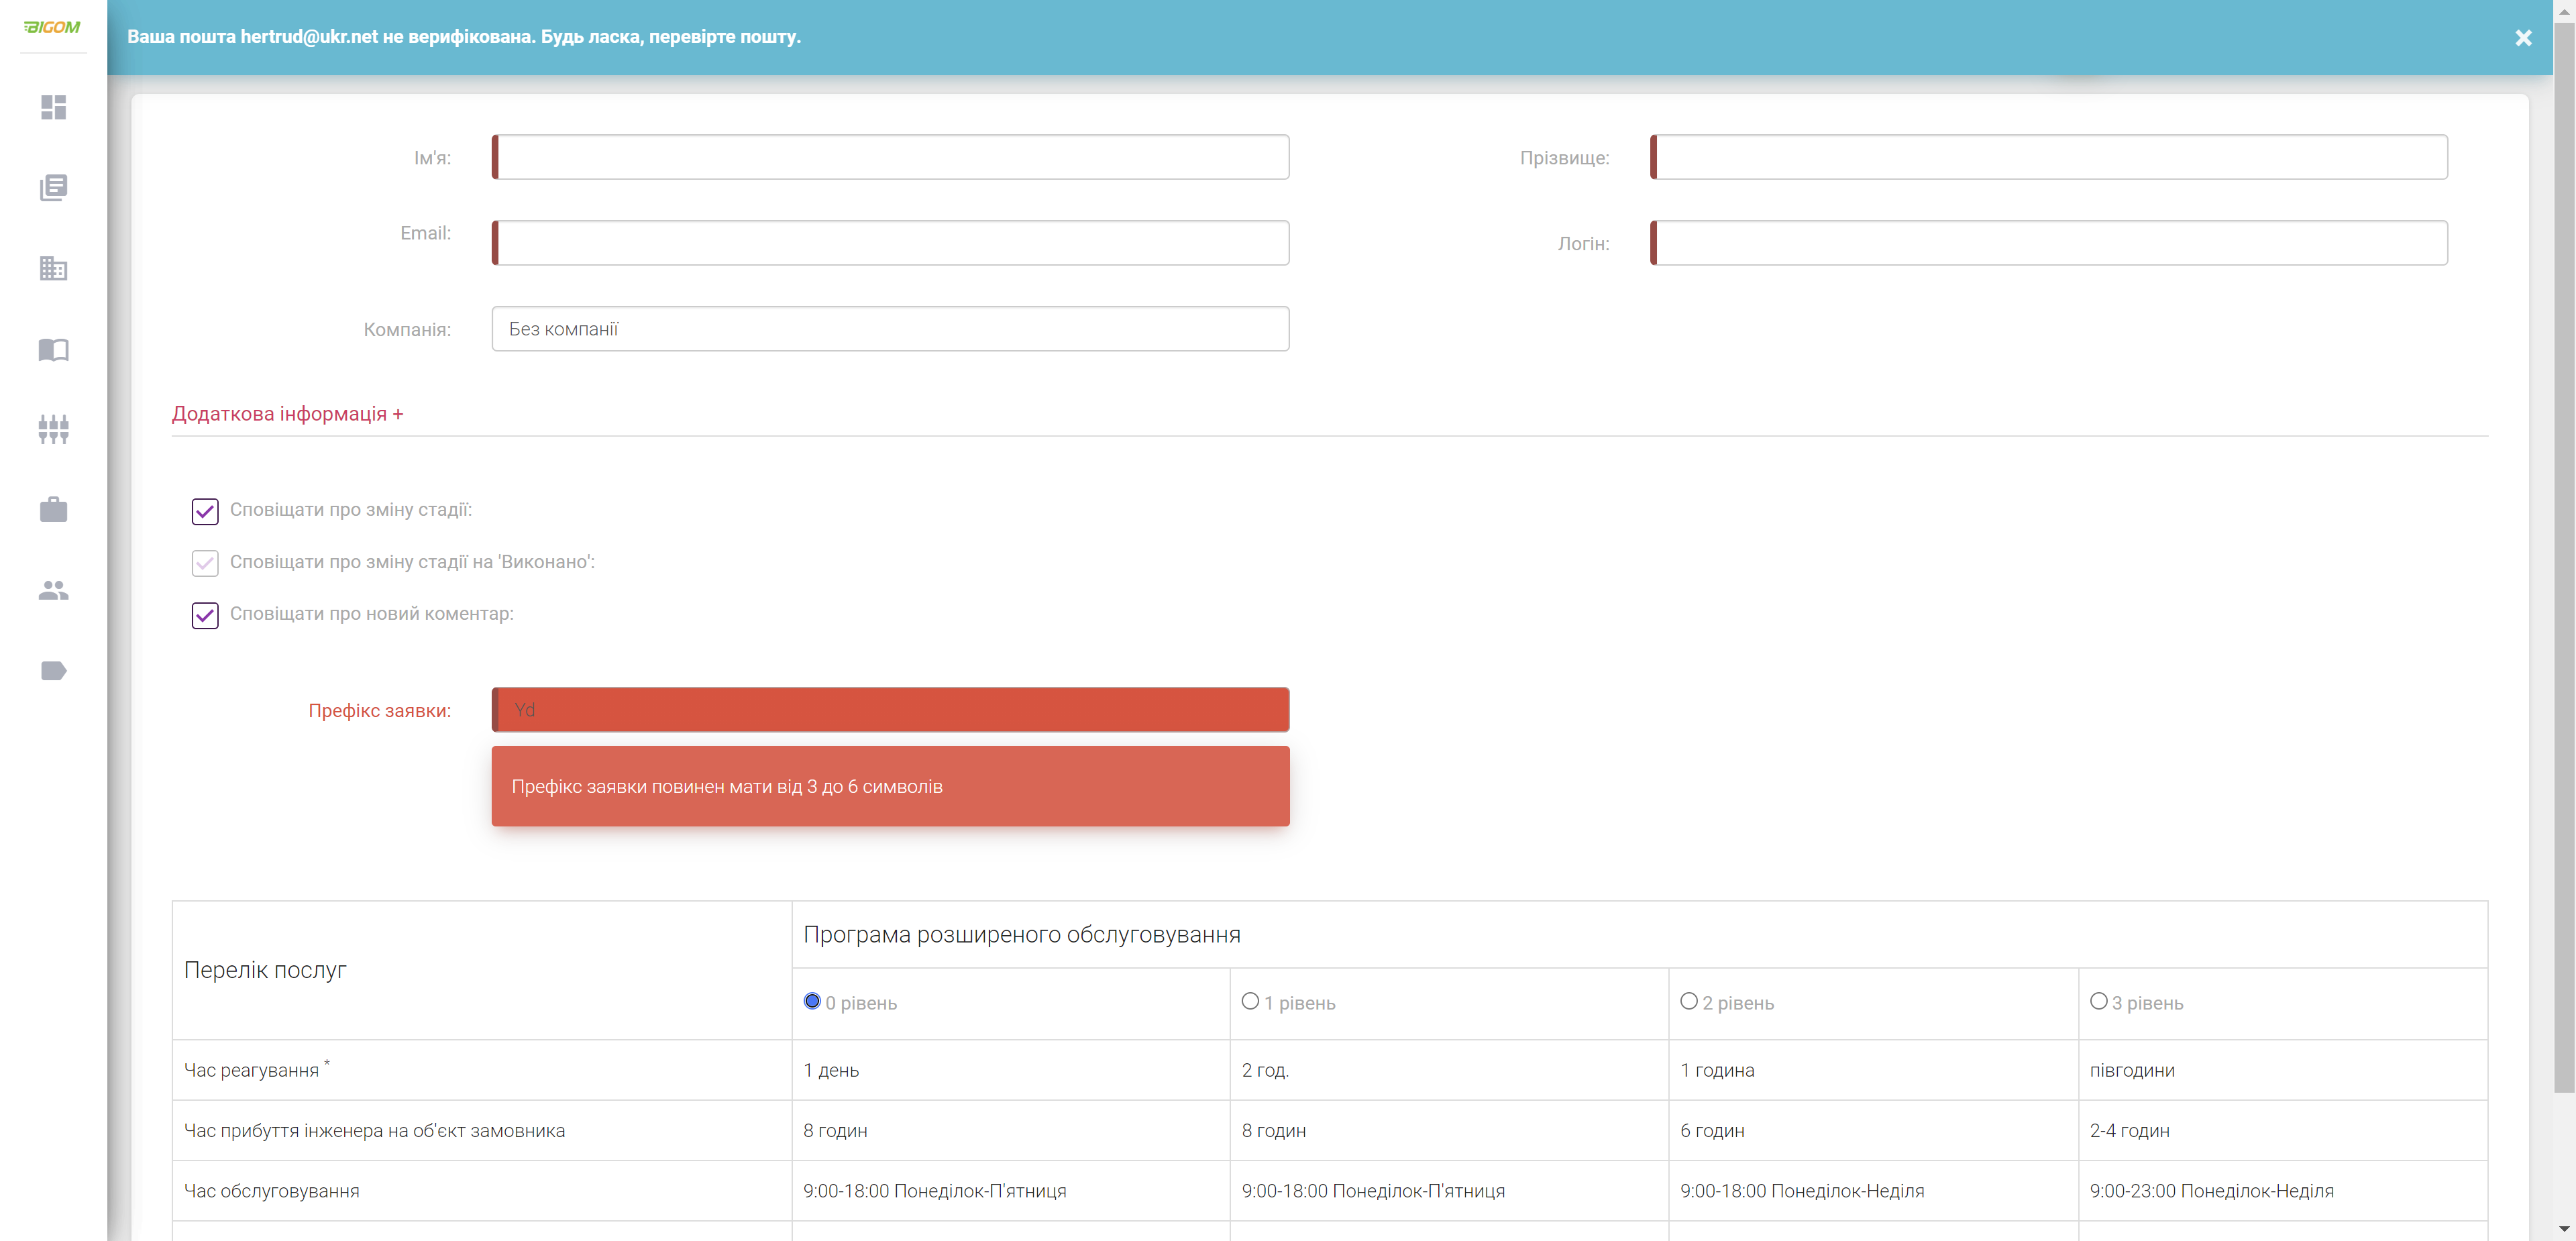 BIGOM
Ваша пошта hertrud@ukr.net не верифікована. Будь ласка, перевірте пошту.
Ім'я:
Прізвище:
Email:
Логін:
Компанія:
Без компанії
Додаткова інформація +
Сповіщати про зміну стадії:
Сповіщати про зміну стадії на 'Виконано':
Сповіщати про новий коментар:
Префікс заявки:
Yd
Префікс заявки повинен мати від 3 до 6 символів
Перелік послуг
Програма розширеного обслуговування
0 рівень
1 рівень
2 рівень
3 рівень
Час реагування *
1 день
2 год.
1 година
півгодини
Час прибуття інженера на об'єкт замовника
8 годин
8 годин
6 годин
2-4 годин
Час обслуговування
9:00-18:00 Понеділок-П'ятниця
9:00-18:00 Понеділок-П'ятниця
9:00-18:00 Понеділок-Неділя
9:00-23:00 Понеділок-Неділя